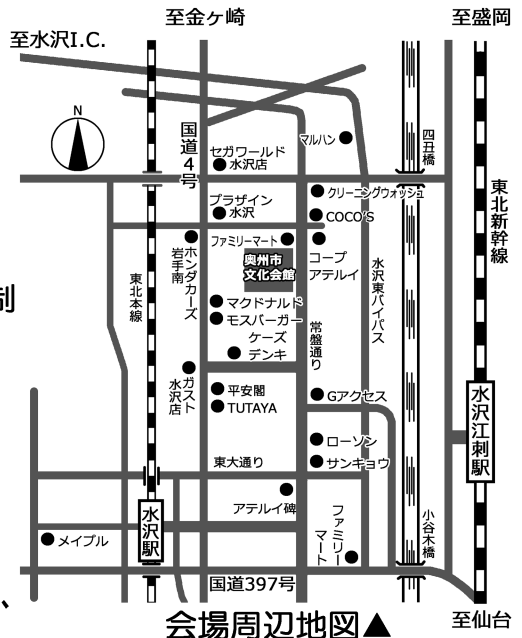 至金ヶ崎
至盛岡
至水沢I.C.
N
国道4号
マルハン
四丑橋
セガワールド
水沢店
クリーニングウォッシュ
東北新幹線
プラザイン
水沢
COCO'S
ホンダカーズ
岩手南
ファミリーマート
コープ
アテルイ
奥州市
文化会館
水沢東バイパス
東北本線
制
マクドナルド
モスバーガー
常盤通り
ケーズ
デンキ
ガスト
水沢店
平安閣
TUTAYA
Gアクセス
水沢江刺駅
ローソン
サンキョウ
東大通り
アテルイ碑
水沢駅
ファミリー
マート
小谷木橋
メイプル
国道397号
、
会場周辺地図▲
至仙台